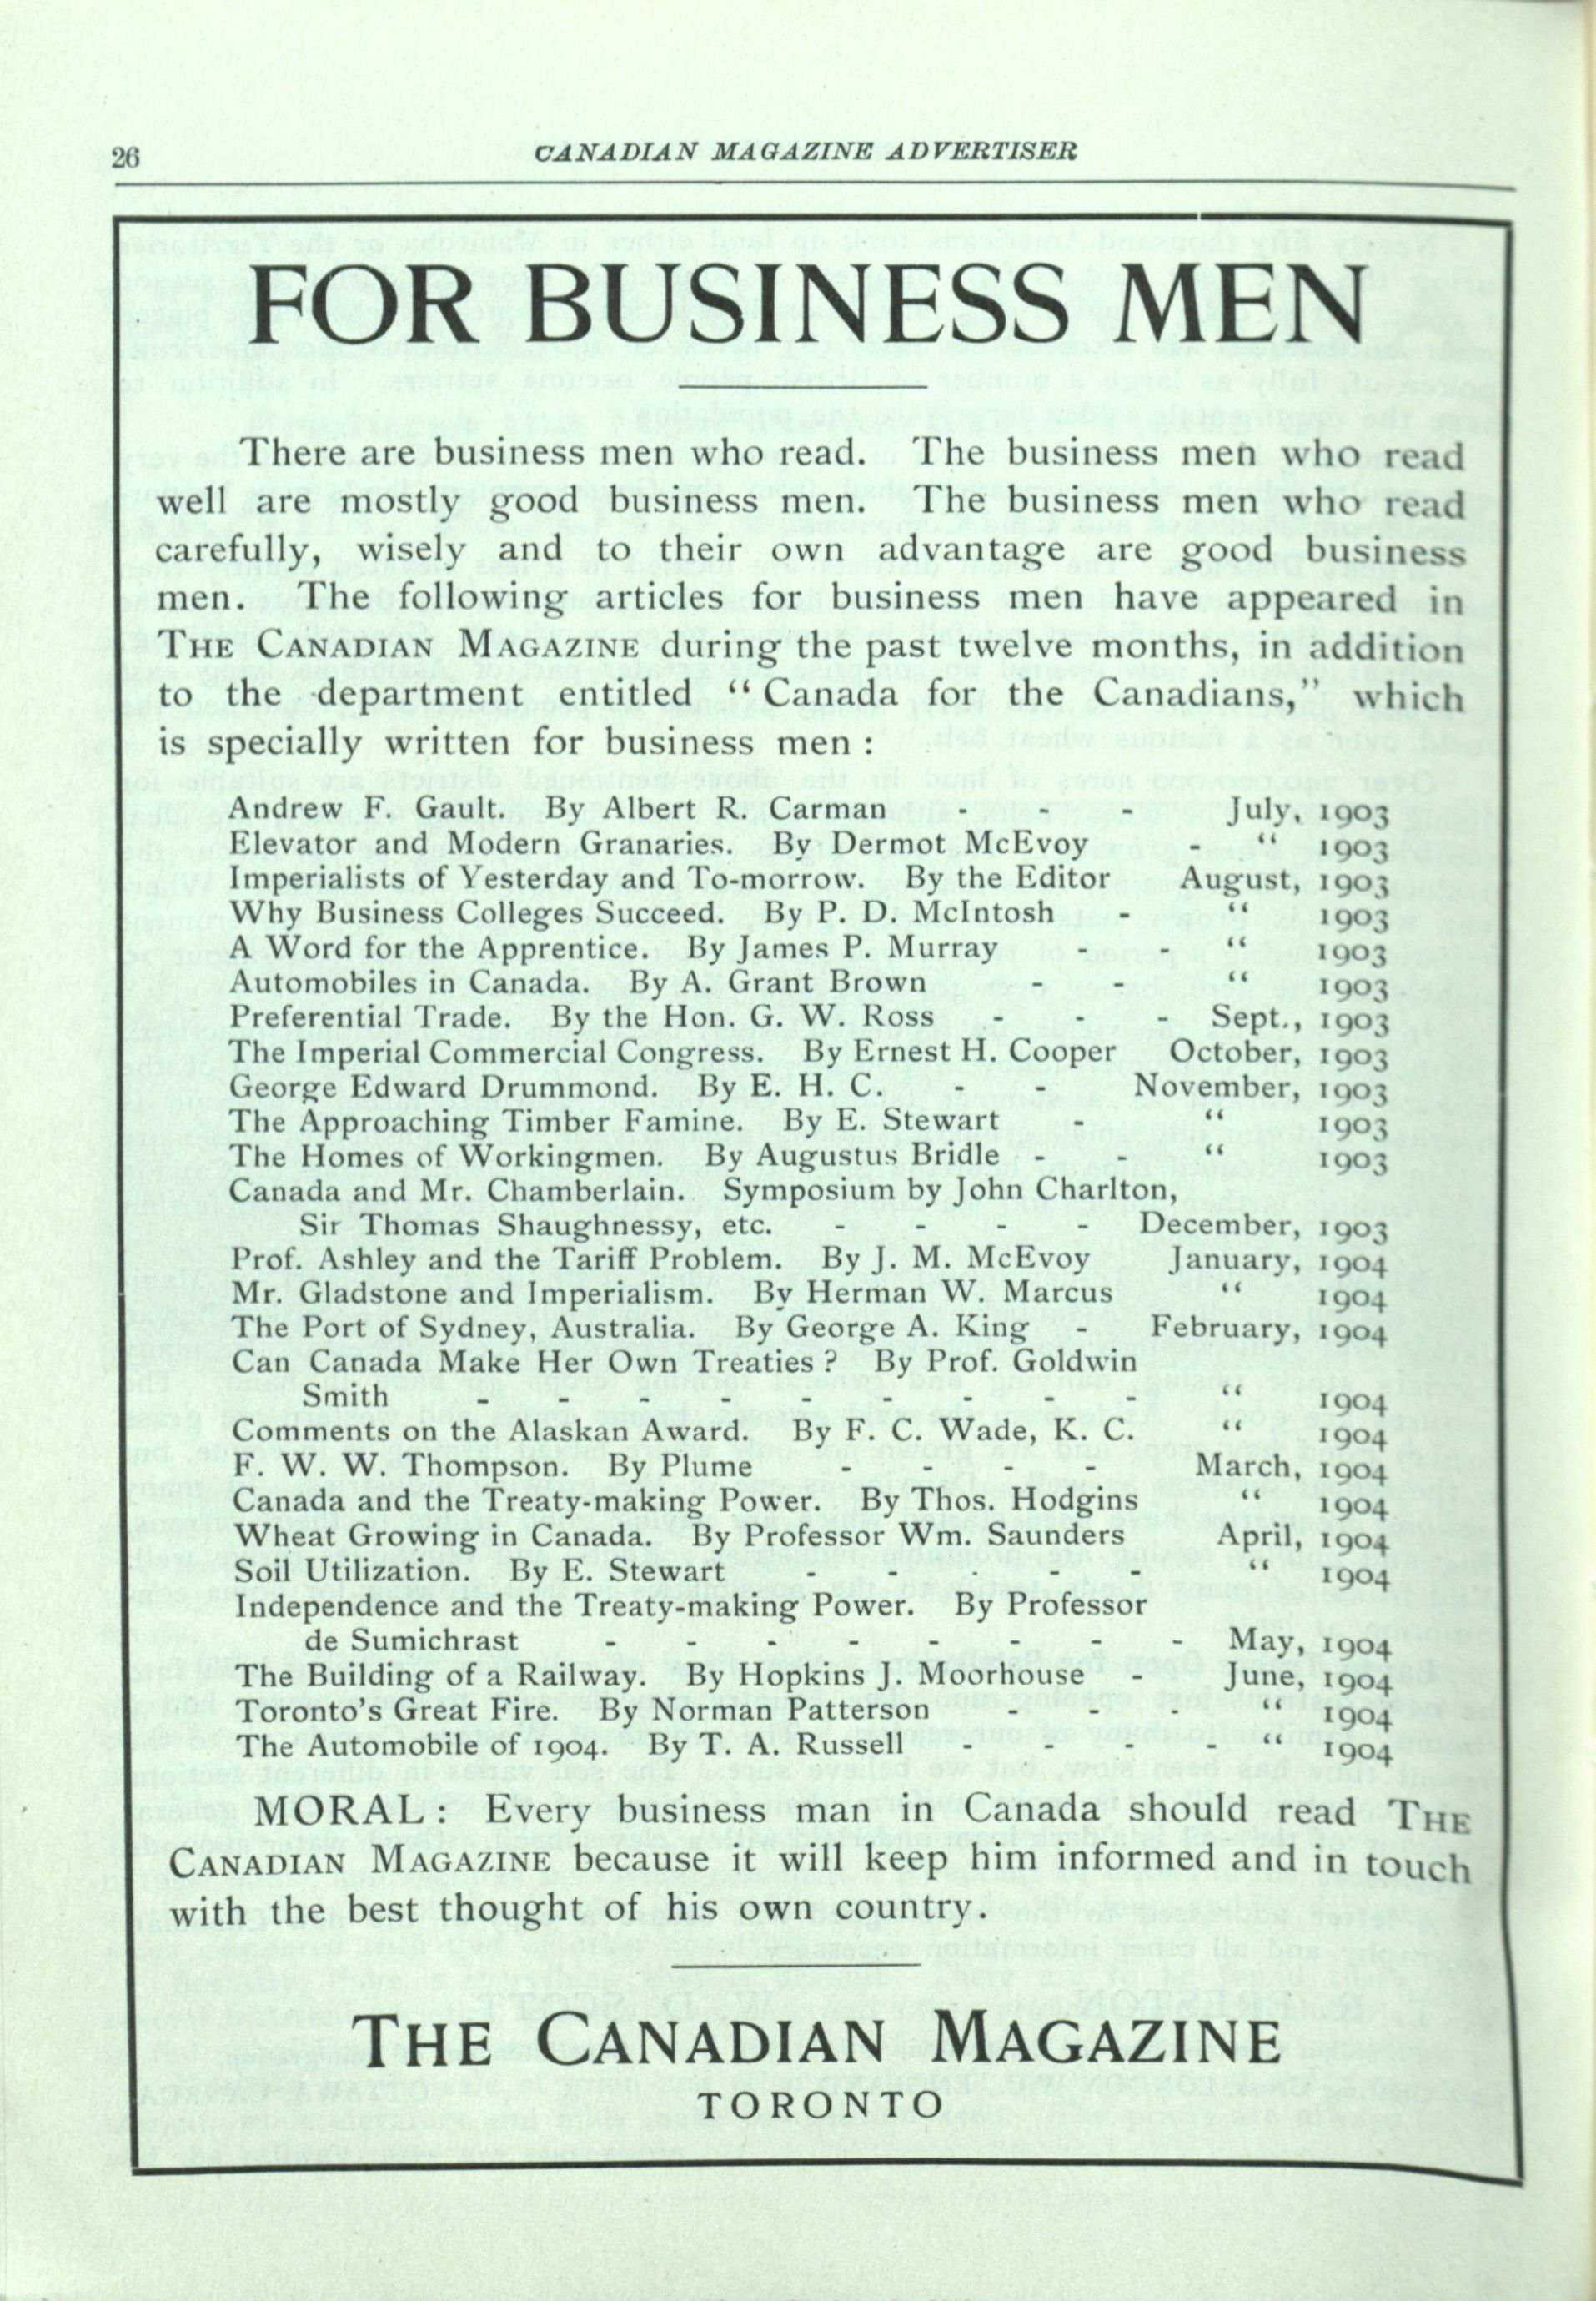 26
CANADIAN MAGAZINE ADVERTISER
FOR BUSINESS MEN
There are business men who read. The business men who read
well are mostly good business men. The business men who read
carefully, wisely and to their own advantage are good business
men. The following articles for business men have appeared in
THE CANADIAN MAGAZINE during the past twelve months, in addition
to the department entitled “Canada for the Canadians,” which
is specially written for business men :
Andrew F. Gault. By Albert R. Carman - - - July, 1903
Elevator and Modern Granaries. By Dermot McEvoy - “ 1903
Imperialists of Yesterday and To-morrow. By the Editor August, 1903
Why Business Colleges Succeed. By P. D. McIntosh - “ 1903
A Word for the Apprentice. By James P. Murray - - “ 1903
Automobiles in Canada. By A. Grant Brown - - “ 1903
Preferential Trade. By the Hon. G. W. Ross - - - Sept., 1903
The Imperial Commercial Congress. By Ernest H. Cooper October, 1903
George Edward Drummond. By E. H. C. - - November, 1903
The Approaching Timber Famine. By E. Stewart - “ 1903
The Homes of Workingmen. By Augustus Bridle - - “ 1903
Canada and Mr. Chamberlain. Symposium by John Charlton,
Sir Thomas Shaughnessy, etc. - - - - December, 1903
Prof. Ashley and the Tariff Problem. By J. M. McEvoy January, 1904
Mr. Gladstone and Imperialism. By Herman W. Marcus “ 1904
The Port of Sydney, Australia. By George A. King - February, 1904
Can Canada Make Her Own Treaties ? By Prof. Goldwin
Smith - - - - - - - - - “ 1904
Comments on the Alaskan Award. By F. C. Wade, K. C. “ 1904
F. W. W. Thompson. By Plume - - - - March, 1904
Canada and the Treaty-making Power. By Thos. Hodgins “ 1904
Wheat Growing in Canada. By Professor Wm. Saunders April, 1904
Soil Utilization. By E. Stewart - - - - - “ 1904
Independence and the Treaty-making Power. By Professor
de Sumichrast - - - - - - - - May, 1904
The Building of a Railway. By Hopkins J. Moorhouse - June, 1904
Toronto’s Great Fire. By Norman Patterson - - - “ 1904
The Automobile of 1904. By T. A. Russell - - - - “ 1904
MORAL : Every business man in Canada should read THE
CANADIAN MAGAZINE because it will keep him informed and in touch
with the best thought of his own country.
THE CANADIAN MAGAZINE
TORONTO